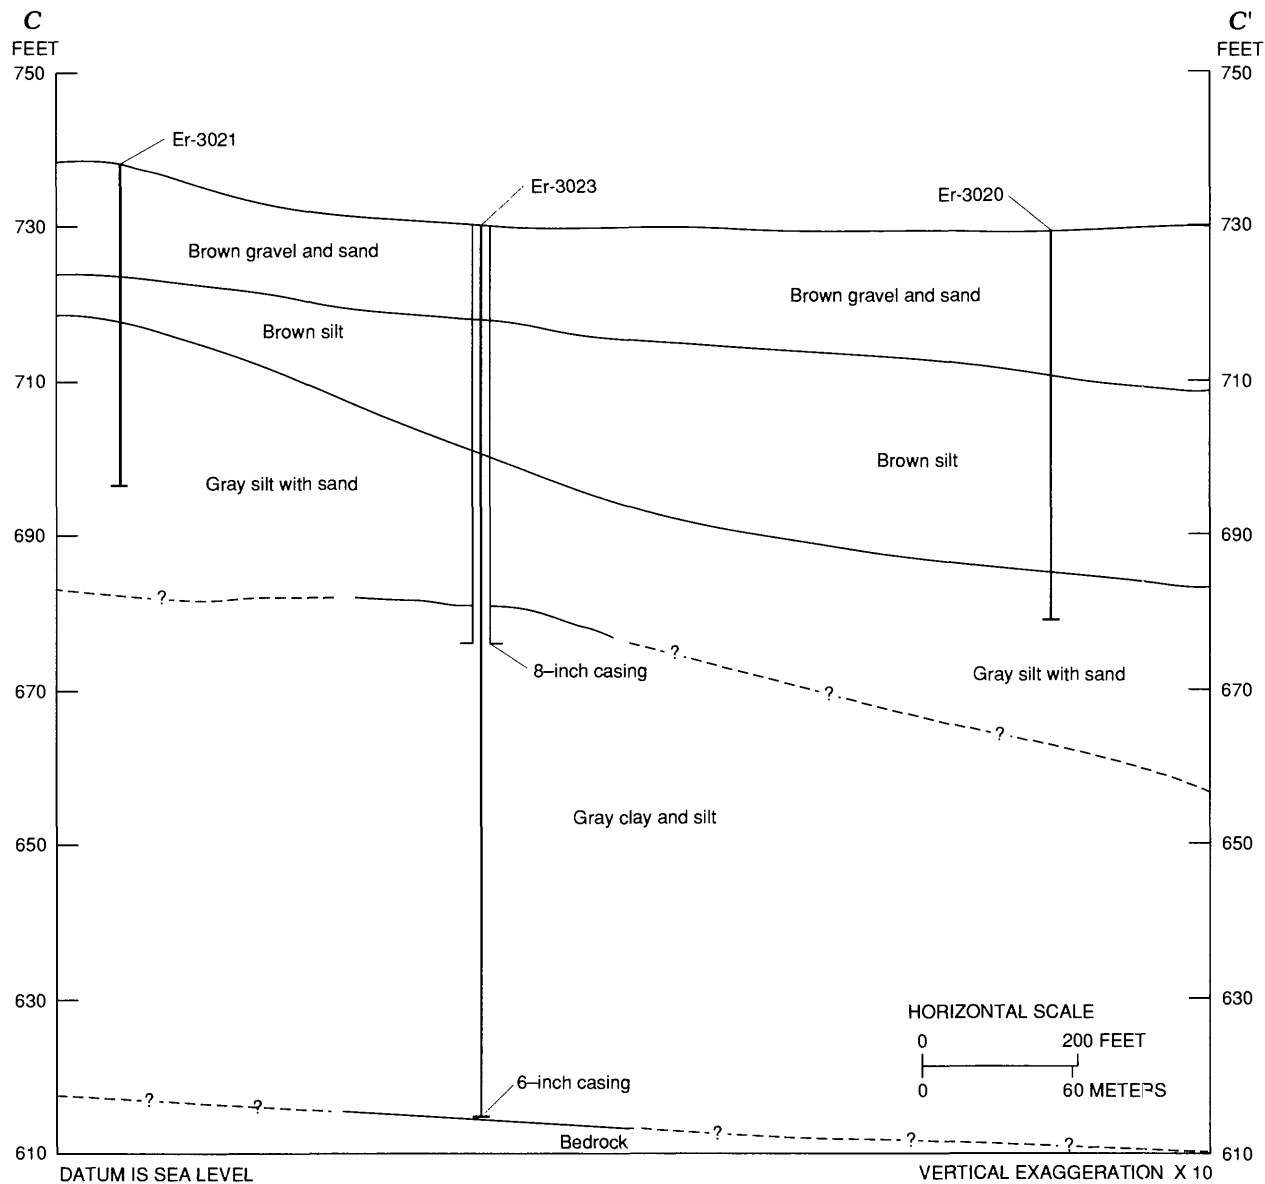 C
C'
FEET
FEET
750
750
Er-3021
Er-3023
Er-3020
730
730
Brown gravel and sand
Brown gravel and sand
Brown silt
710
710
Brown silt
Gray silt with sand
690
690
?
?
8–inch casing
Gray silt with sand
670
670
?
?
Gray clay and silt
650
650
630
630
HORIZONTAL SCALE
0 200 FEET
0 60 METERS
6–inch casing
?
?
?
?
?
Bedrock
610
610
DATUM IS SEA LEVEL
VERTICAL EXAGGERATION X 10